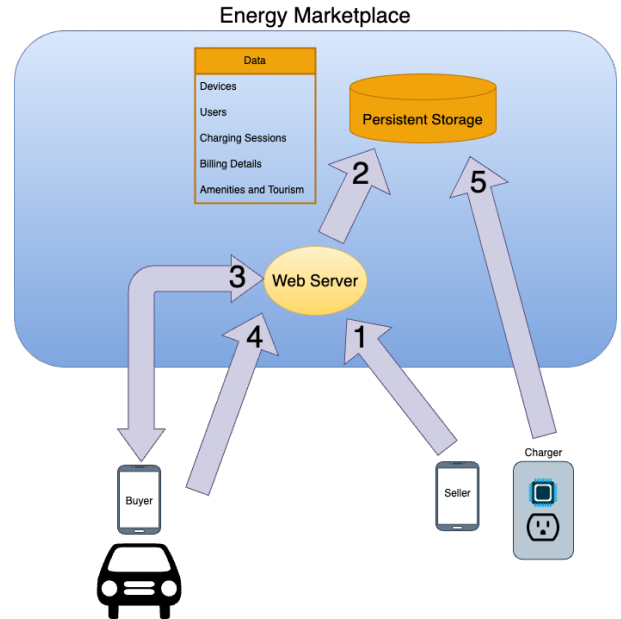 Energy Marketplace
Data
Devices
Users
Charging Sessions
Billing Details
Amenities and Tourism
Persistent Storage
2
5
3
Web Server
4
1
Charger
Buyer
Seller